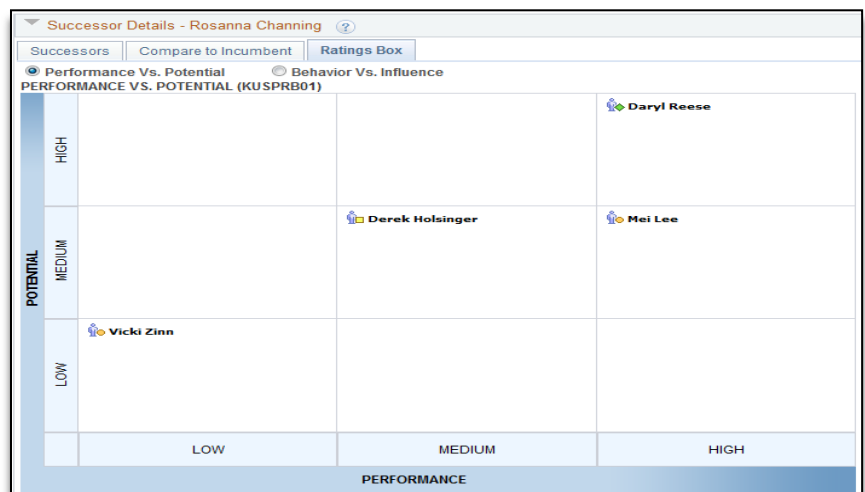 Successor Details - Rosanna Channing ?
Successors Compare to Incumbent Ratings Box
Performance Vs. Potential Behavior Vs. Influence
PERFORMANCE VS. POTENTIAL (KUSPRB01)
POTENTIAL
HIGH
Daryl Reese
MEDIUM
Derek Holsinger Mei Lee
LOW
Vicki Zinn
LOW MEDIUM HIGH
PERFORMANCE